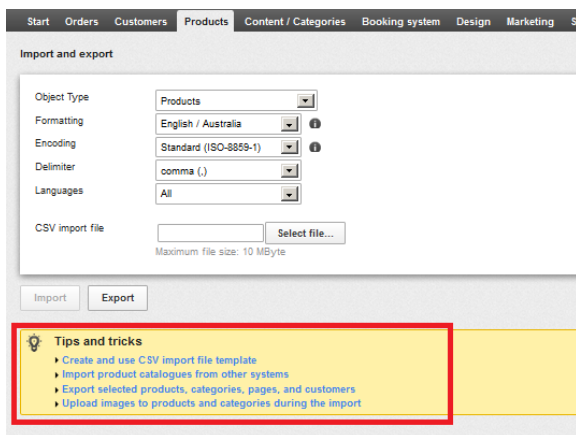 Start Orders Customers Products Content / Categories Booking system Design Marketing
Import and export
Object Type Products
Formatting English / Australia
Encoding Standard (ISO-8859-1)
Delimiter comma (,)
Languages All
CSV import file Select file...
Maximum file size: 10 MByte
Import Export
Tips and tricks
Create and use CSV import file template
Import product catalogues from other systems
Export selected products, categories, pages, and customers
Upload images to products and categories during the import